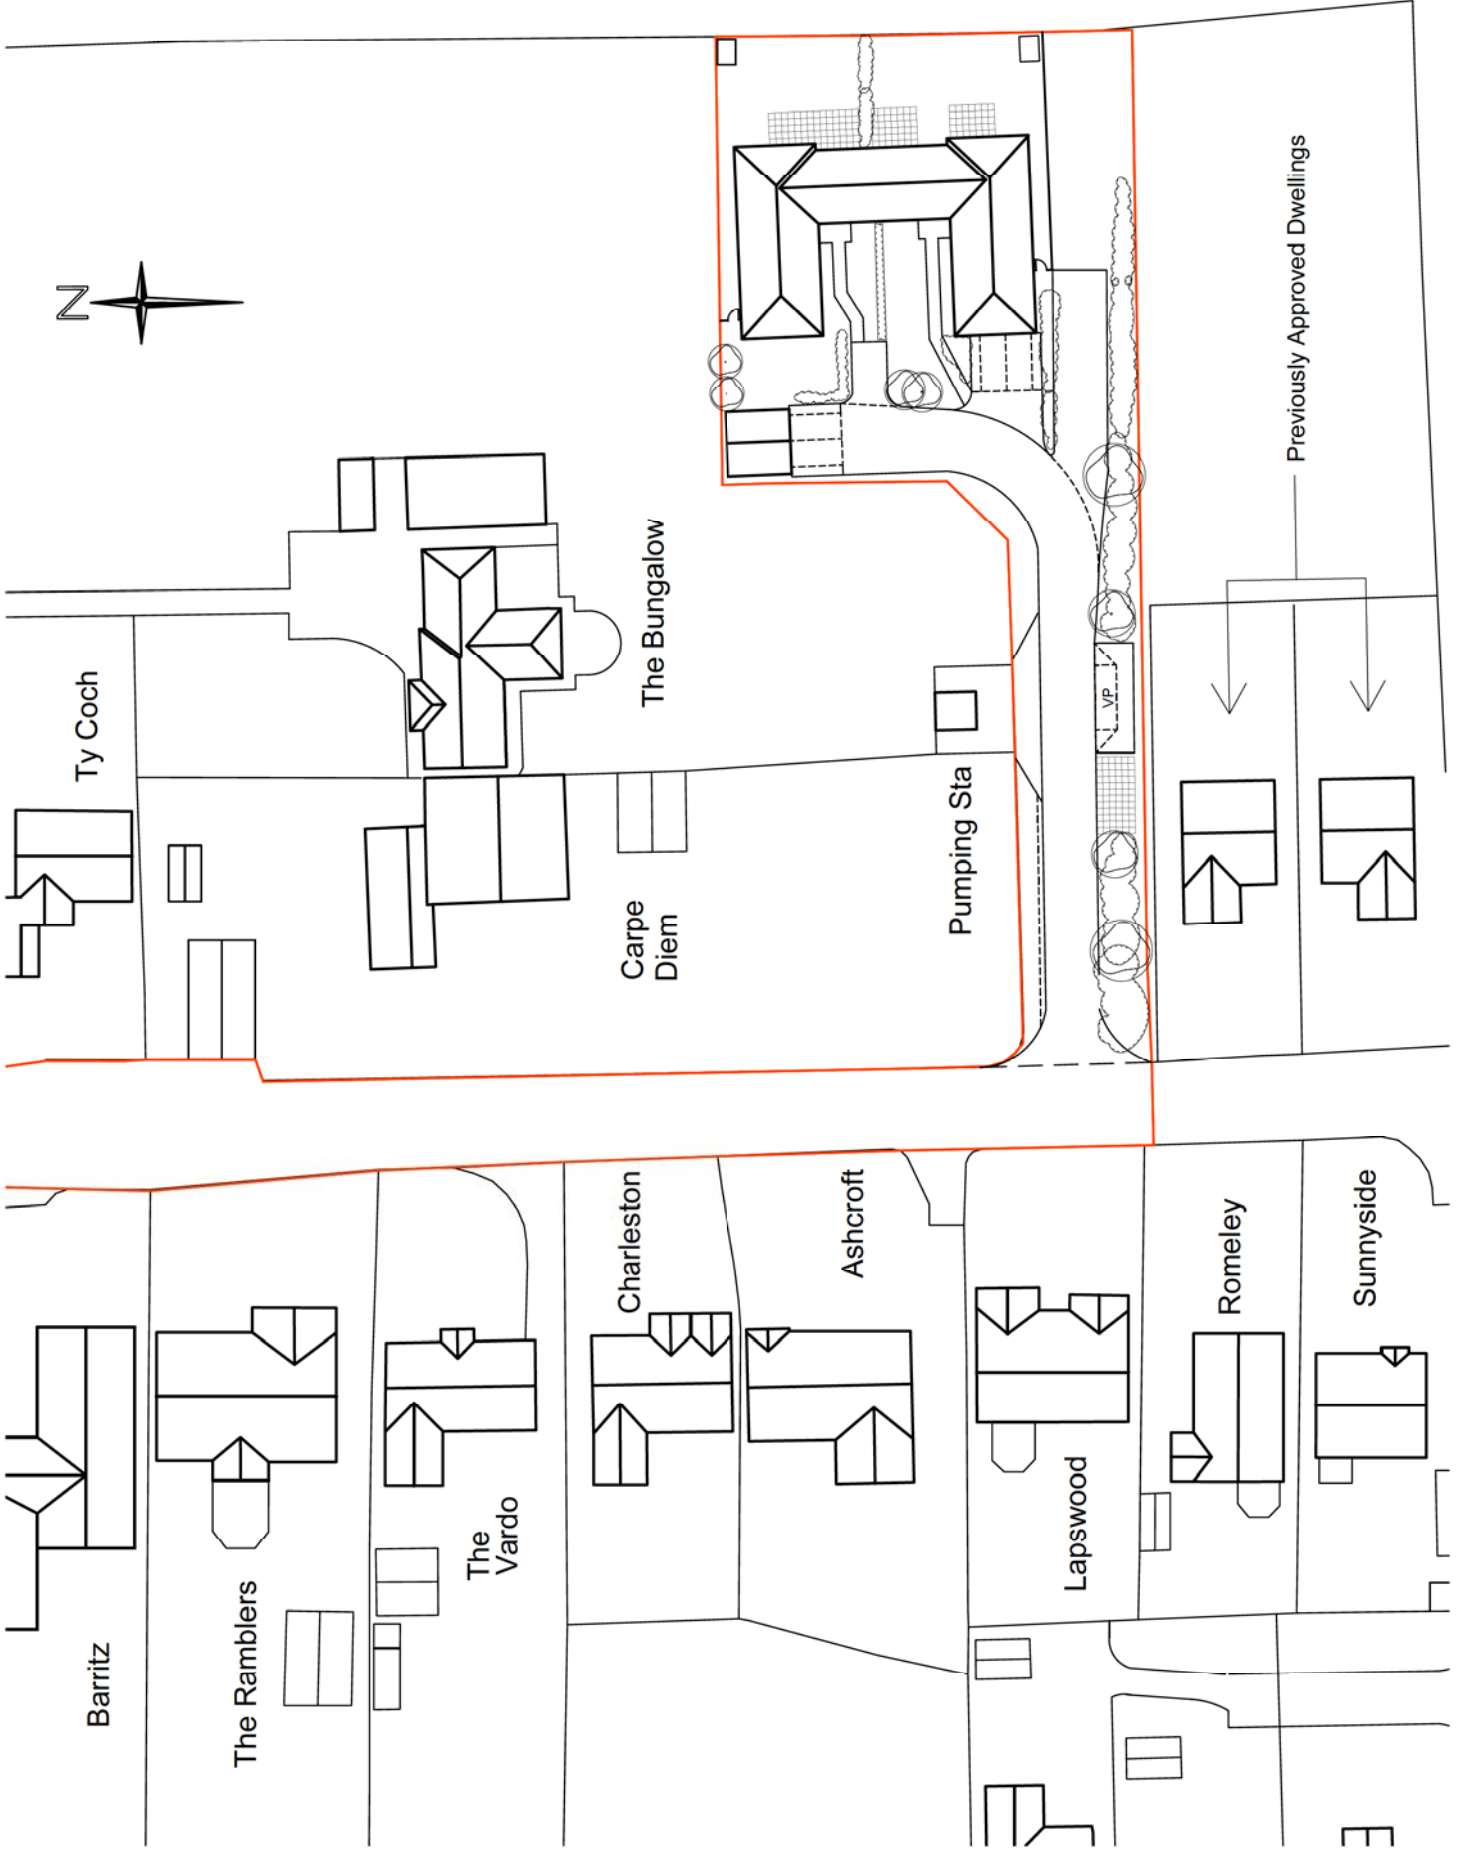 N
Previously Approved Dwellings
The Bungalow
Ty Coch
VP
Pumping Sta
Carpe
Diem
Charleston
Ashcroft
Romeley
Sunnyside
The
Vardo
Lapswood
The Ramblers
Barritz